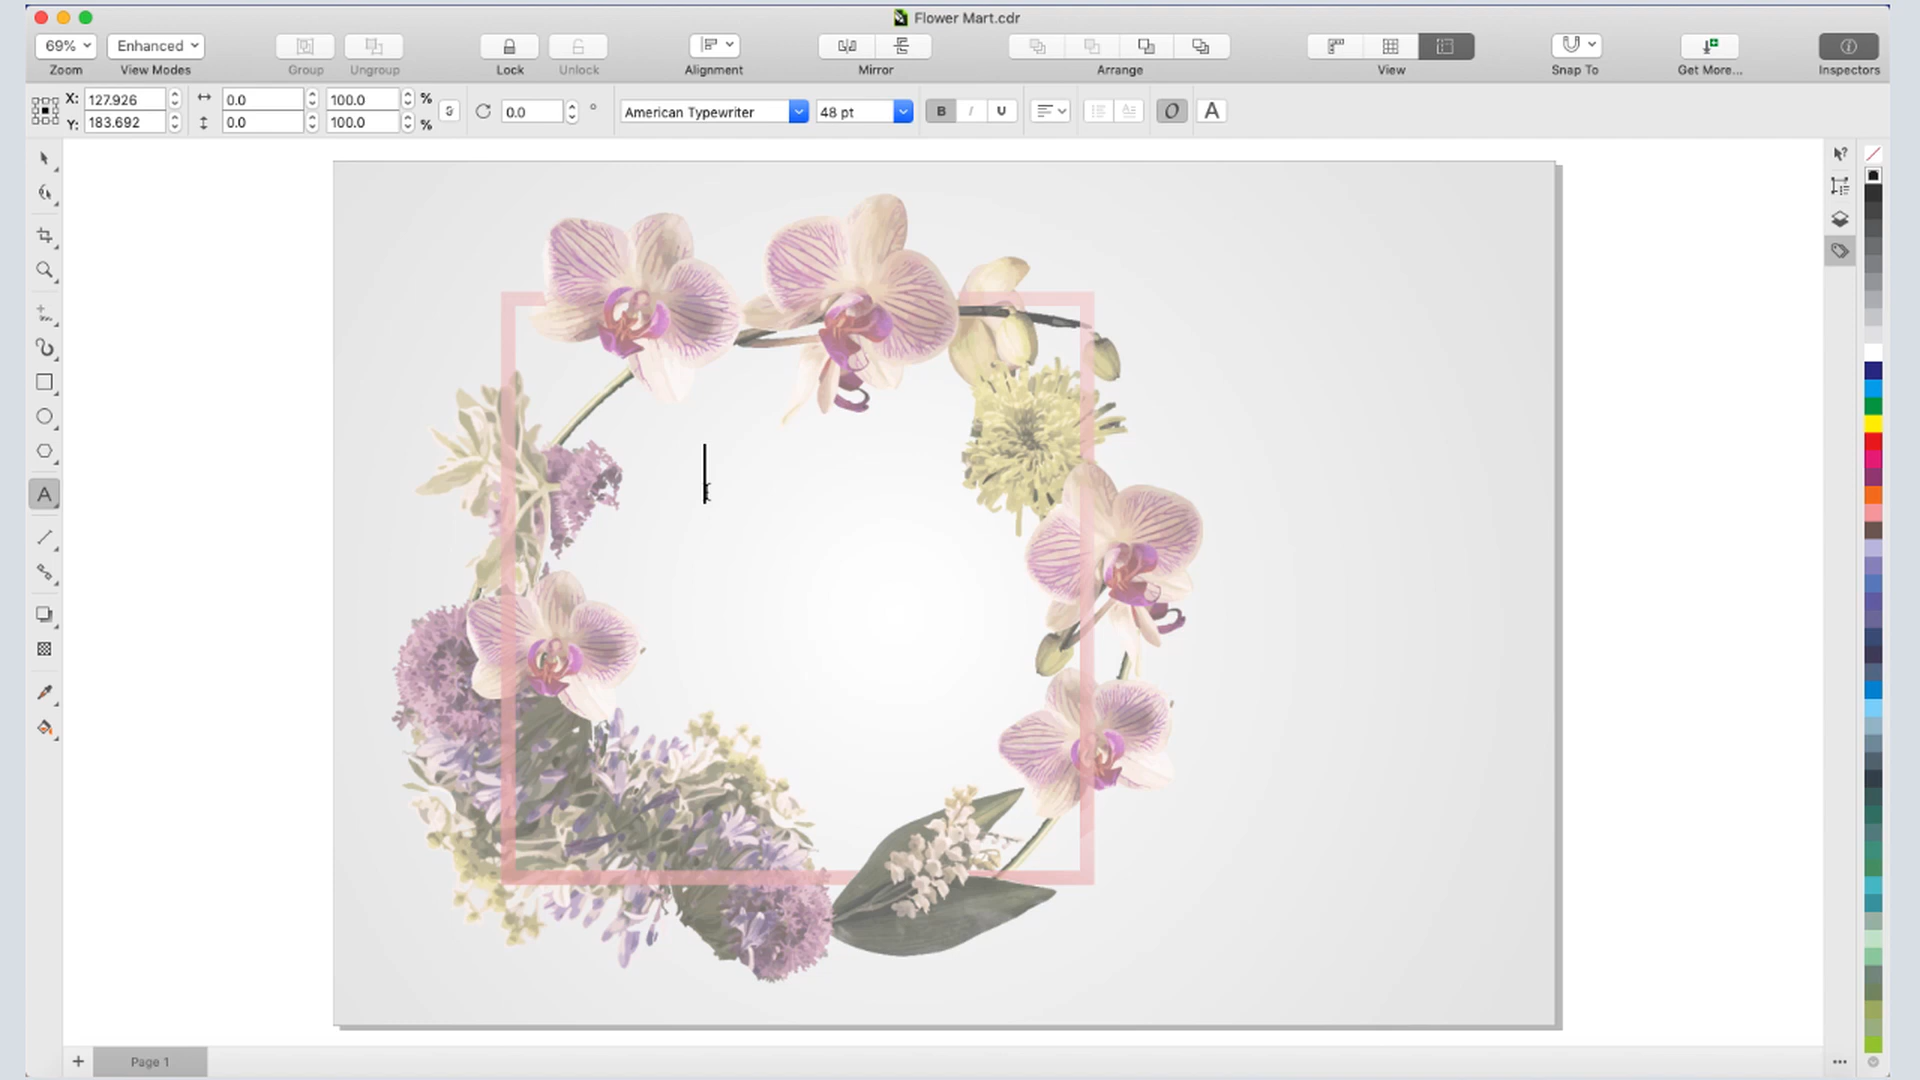 Flower Mart.cdr
69% Enhanced
Zoom View Modes Group Ungroup Lock Unlock Alignment Mirror Arrange View Snap To Get More... Inspectors
X: 127.926 0.0 100.0 %
Y: 183.692 0.0 100.0 %
0.0 °
American Typewriter 48 pt B I U O A
A
Page 1